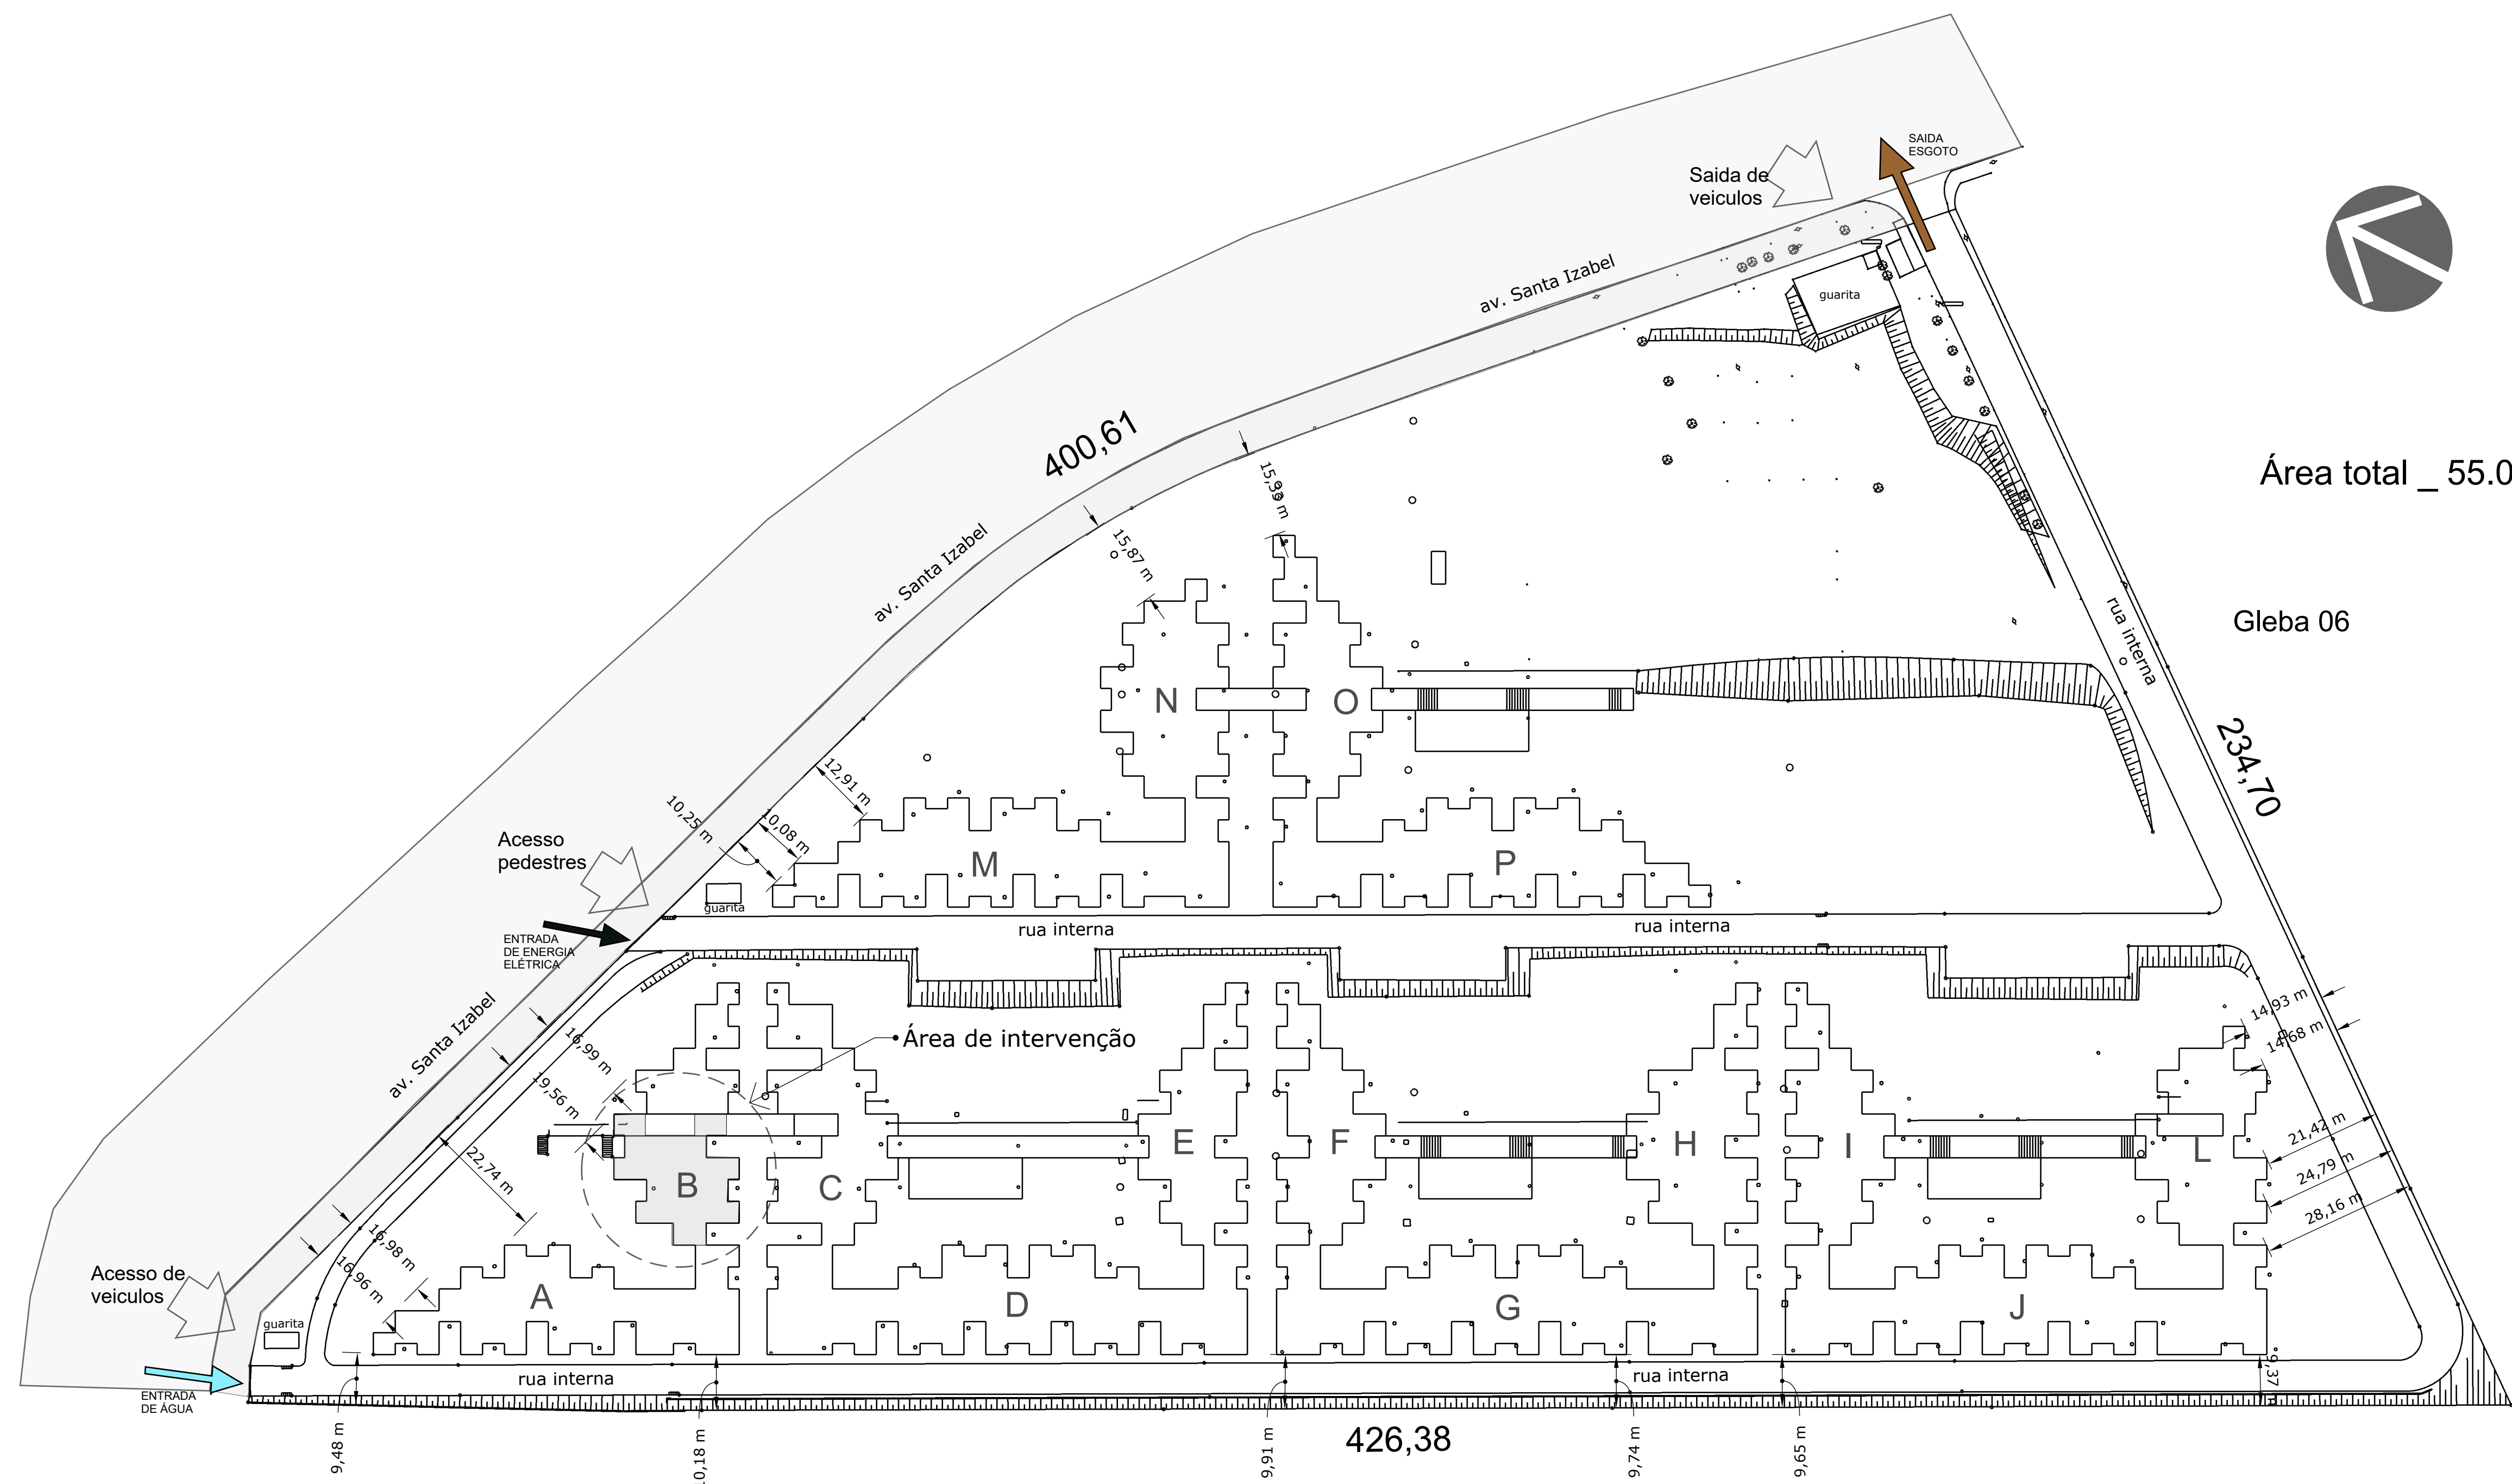 SAIDA
ESGOTO
Saida de
veiculos
av. Santa Izabel
guarita
400,61
Área total _ 55.0
15,33 m
15,87 m
av. Santa Izabel
rua interna
Gleba 06
N
O
234,70
12,91 m
10,25 m
10,08 m
Acesso
pedestres
M
P
guarita
rua interna
rua interna
ENTRADA
DE ENERGIA
ELÉTRICA
av. Santa Izabel
Área de intervenção
14,93 m
14,68 m
16,99 m
19,56 m
22,74 m
B
C
E
F
H
I
L
21,42 m
24,79 m
28,16 m
16,98 m
16,96 m
Acesso de
veiculos
A
D
G
J
guarita
rua interna
rua interna
ENTRADA
DE ÁGUA
9,37
9,48 m
0,18 m
9,91 m
426,38
9,74 m
9,65 m